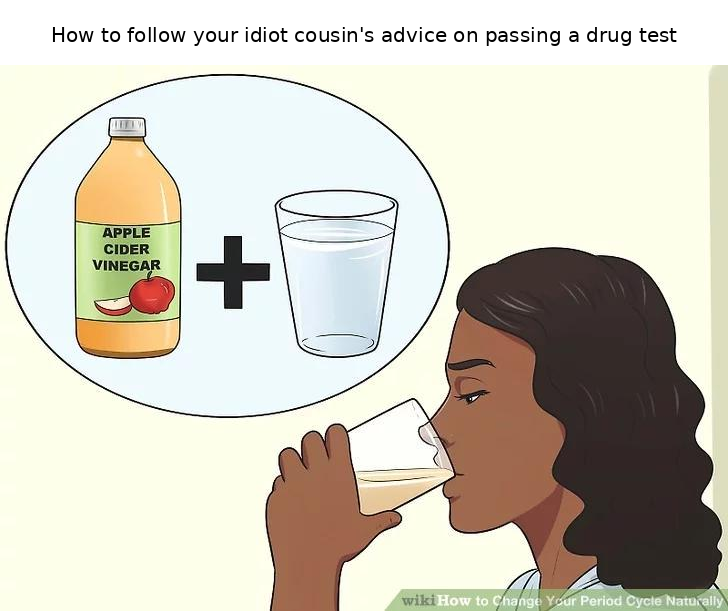 How to follow your idiot cousin's advice on passing a drug test
APPLE
CIDER
VINEGAR
wikiHow to Change Your Period Cycle Naturally